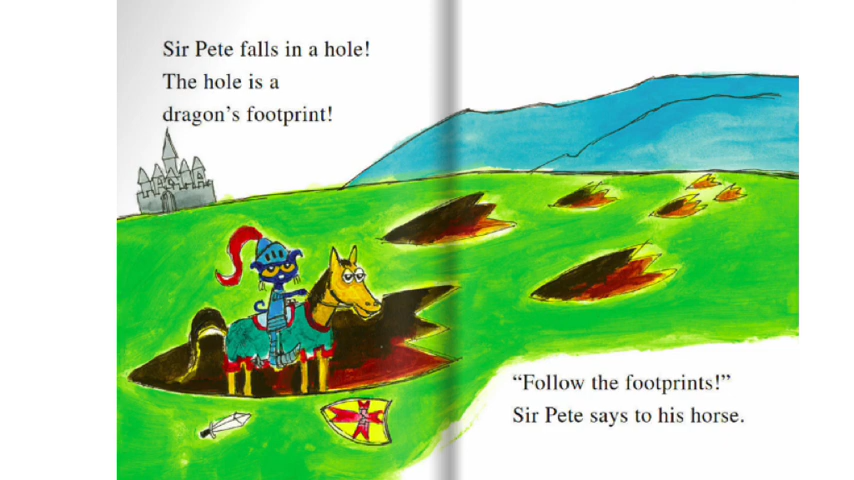 Sir Pete falls in a hole!
The hole is a
dragon’s footprint!
“Follow the footprints!”
Sir Pete says to his horse.